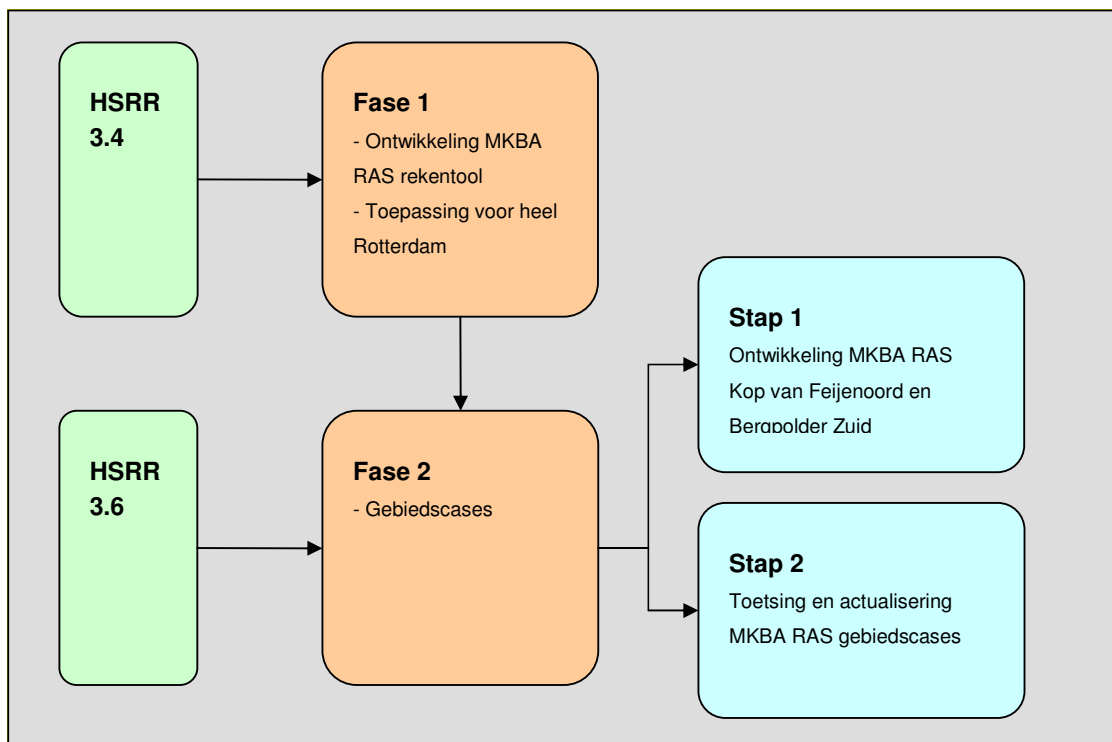 HSRR
3.4
Fase 1
- Ontwikkeling MKBA
RAS rekentool
- Toepassing voor heel
Rotterdam
HSRR
3.6
Fase 2
- Gebiedscases
Stap 1
Ontwikkeling MKBA RAS
Kop van Feijenoord en
Bergpolder Zuid
Stap 2
Toetsing en actualisering
MKBA RAS gebiedscases